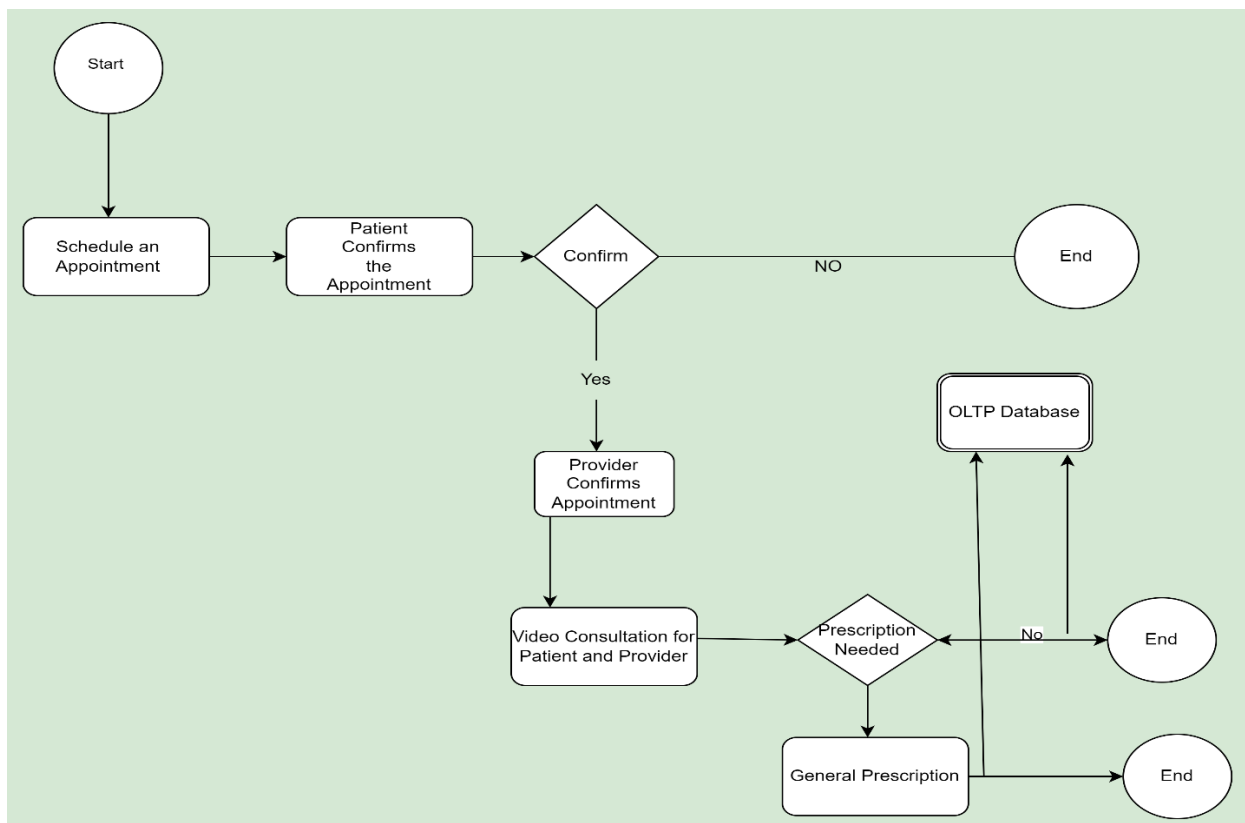 Start
Schedule an
Appointment
Patient
Confirms
the
Appointment
Confirm
NO
End
Yes
OLTP Database
Provider
Confirms
Appointment
Video Consultation for
Patient and Provider
Prescription
Needed
No
End
General Prescription
End